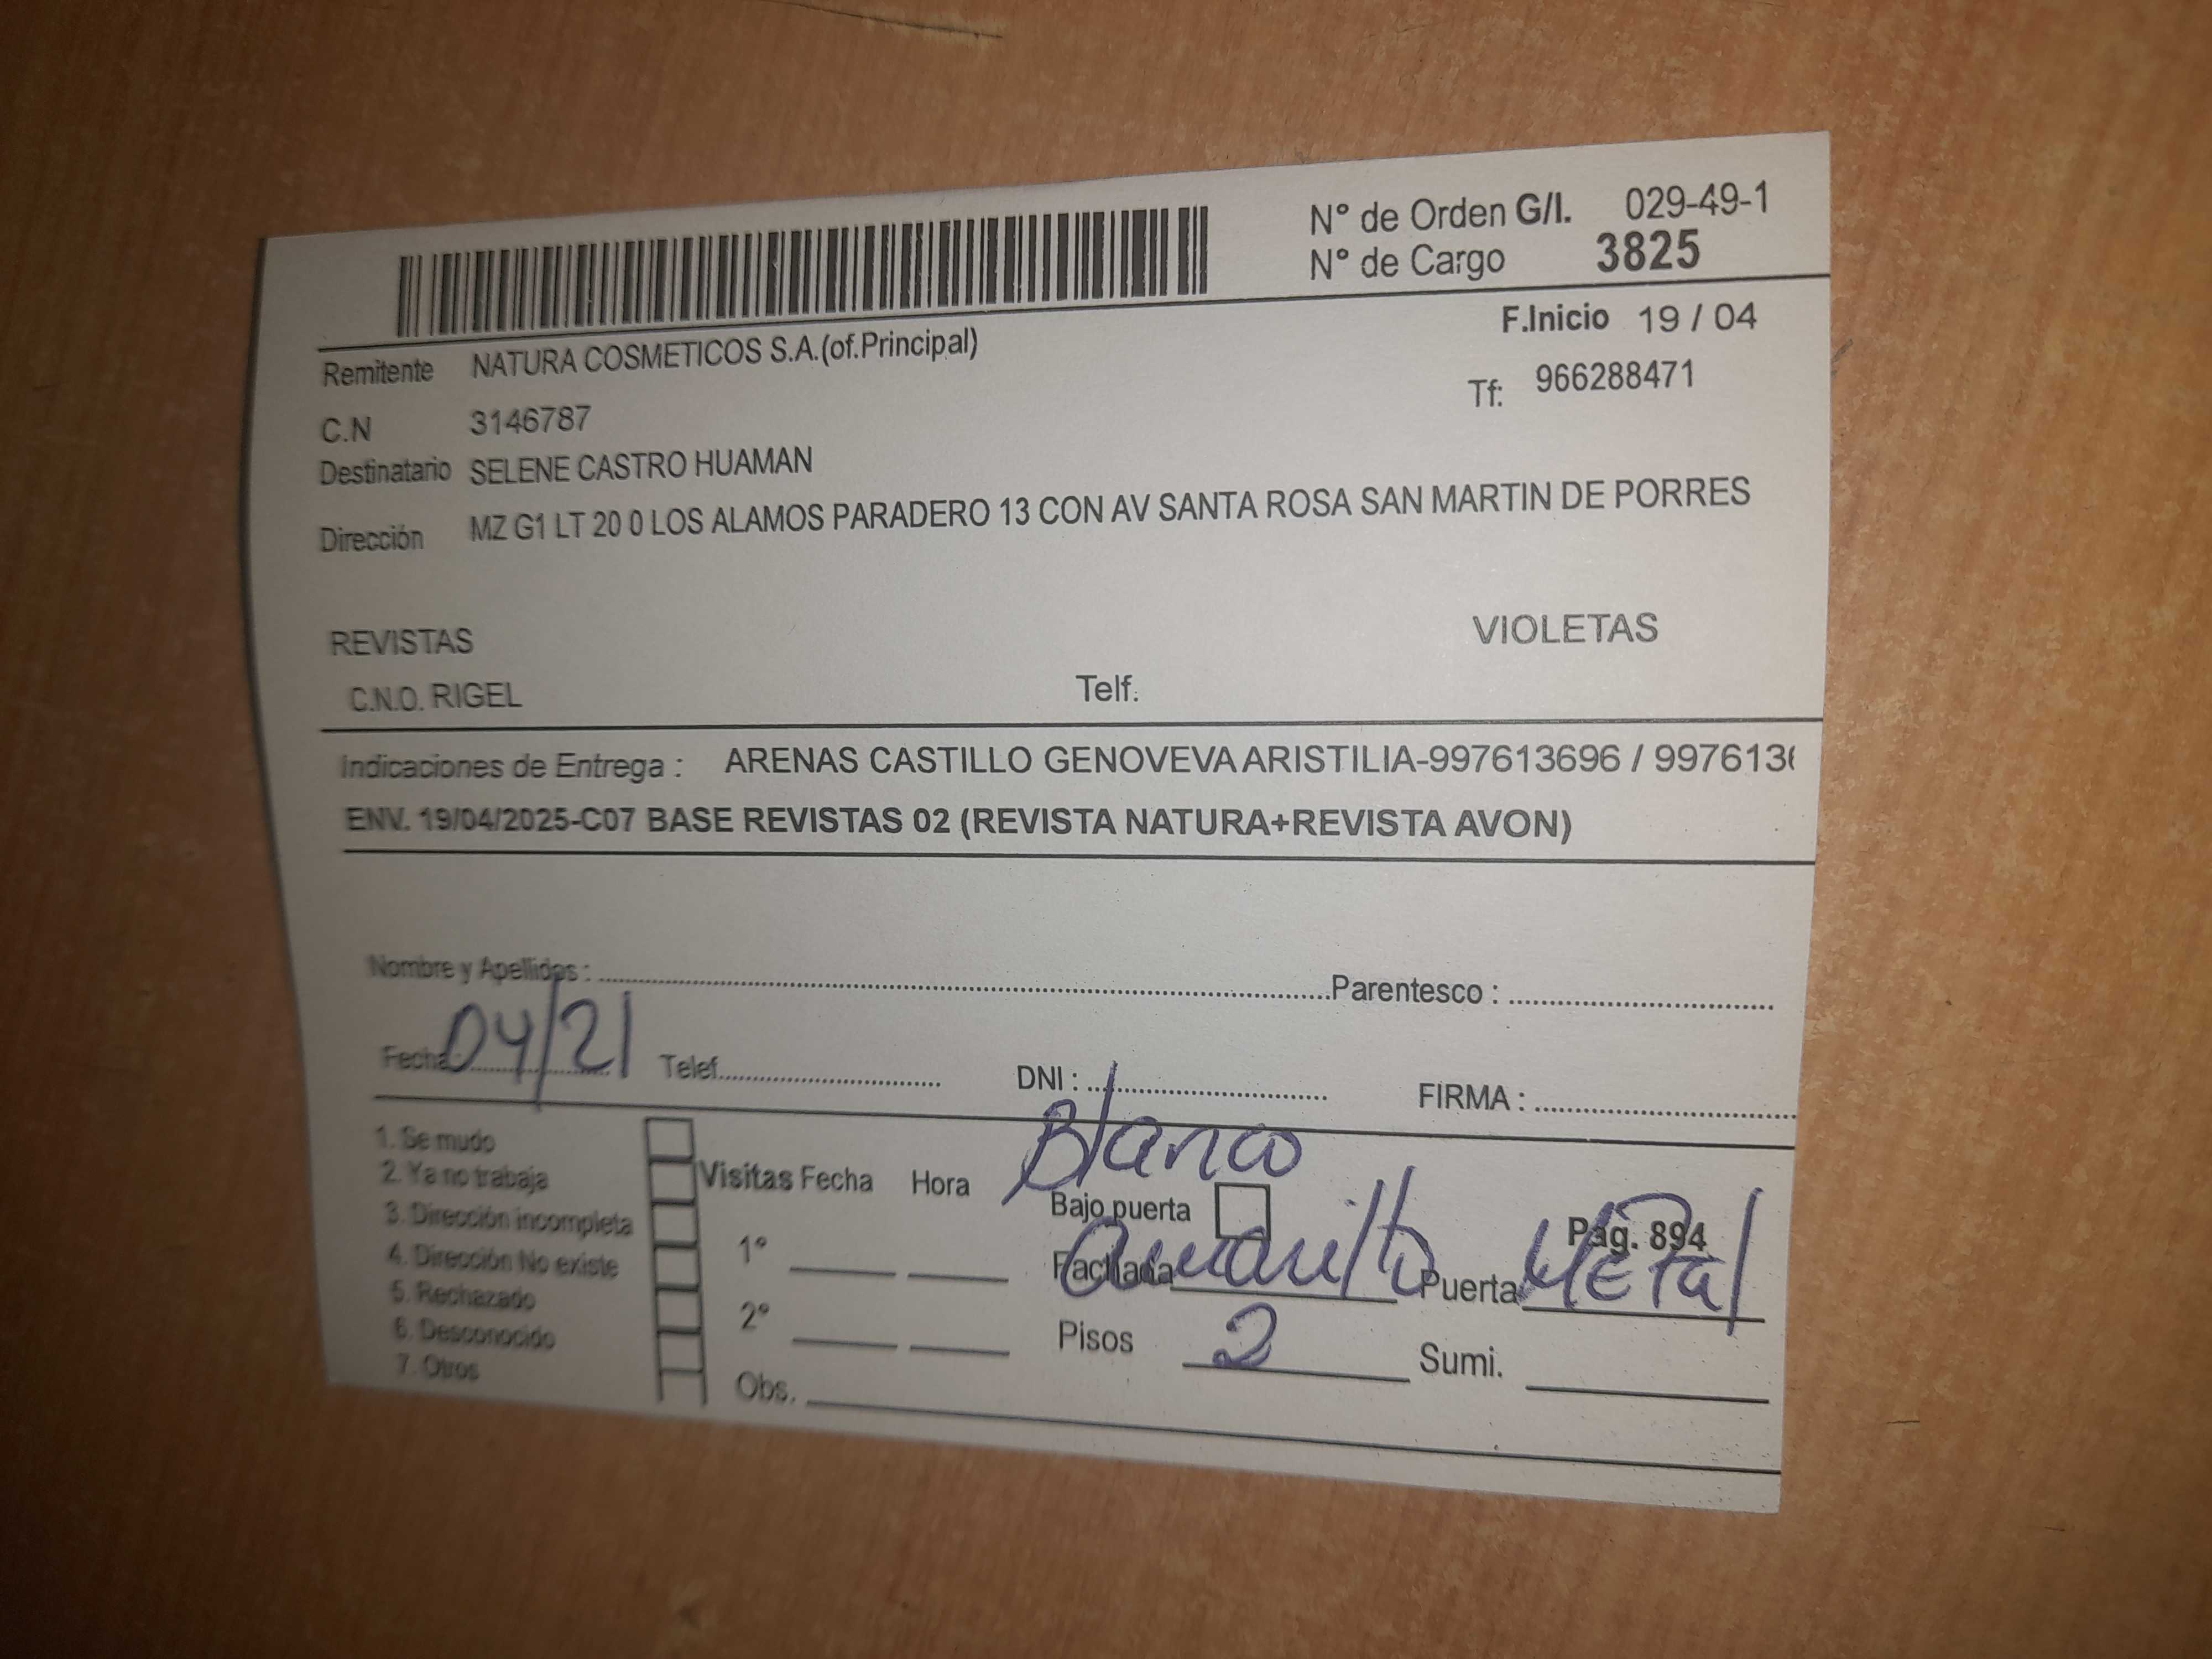 N° de Orden G/I. 029-49-1
N° de Cargo 3825
F.Inicio 19 / 04
Remitente NATURA COSMETICOS S.A.(of.Principal)
Tf: 966288471
C.N 3146787
Destinatario SELENE CASTRO HUAMAN
Dirección MZ G1 LT 20 0 LOS ALAMOS PARADERO 13 CON AV SANTA ROSA SAN MARTIN DE PORRES
REVISTAS VIOLETAS
C.N.O. RIGEL Telf.
Indicaciones de Entrega : ARENAS CASTILLO GENOVEVA ARISTILIA-997613696 / 997613
ENV. 19/04/2025-C07 BASE REVISTAS 02 (REVISTA NATURA+REVISTA AVON)
Nombre y Apellidos : Parentesco :
Fecha 04/21 Telef. DNI : FIRMA :
Blanco
1. Se mudo
2. Ya no trabaja Visitas Fecha Hora Bajo puerta
3. Dirección incompleta Pág. 894
4. Dirección No existe 1° Fachada Amarillo Puerta Metal
5. Rechazado
6. Desconocido 2° Pisos 2 Sumi.
7. Otros Obs.